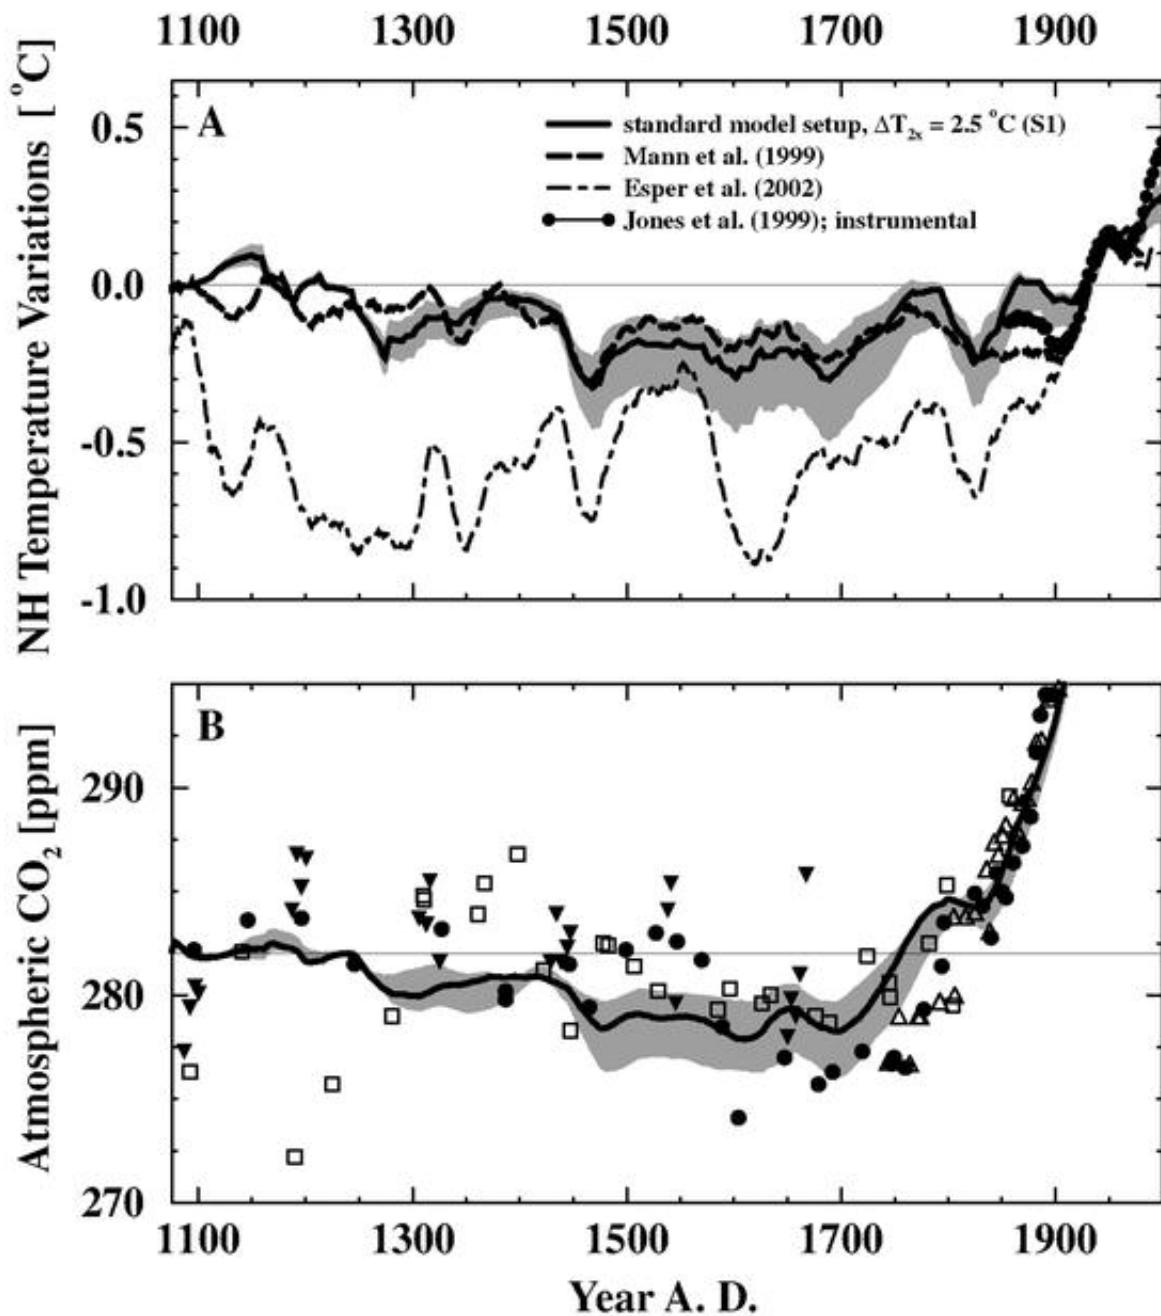 1100 1300 1500 1700 1900
NH Temperature Variations [ °C]
A
0.5
0.0
-0.5
-1.0
standard model setup, ΔT2x = 2.5 °C (S1)
Mann et al. (1999)
Esper et al. (2002)
Jones et al. (1999); instrumental
Atmospheric CO2 [ppm]
B
290
280
270
1100 1300 1500 1700 1900
Year A. D.